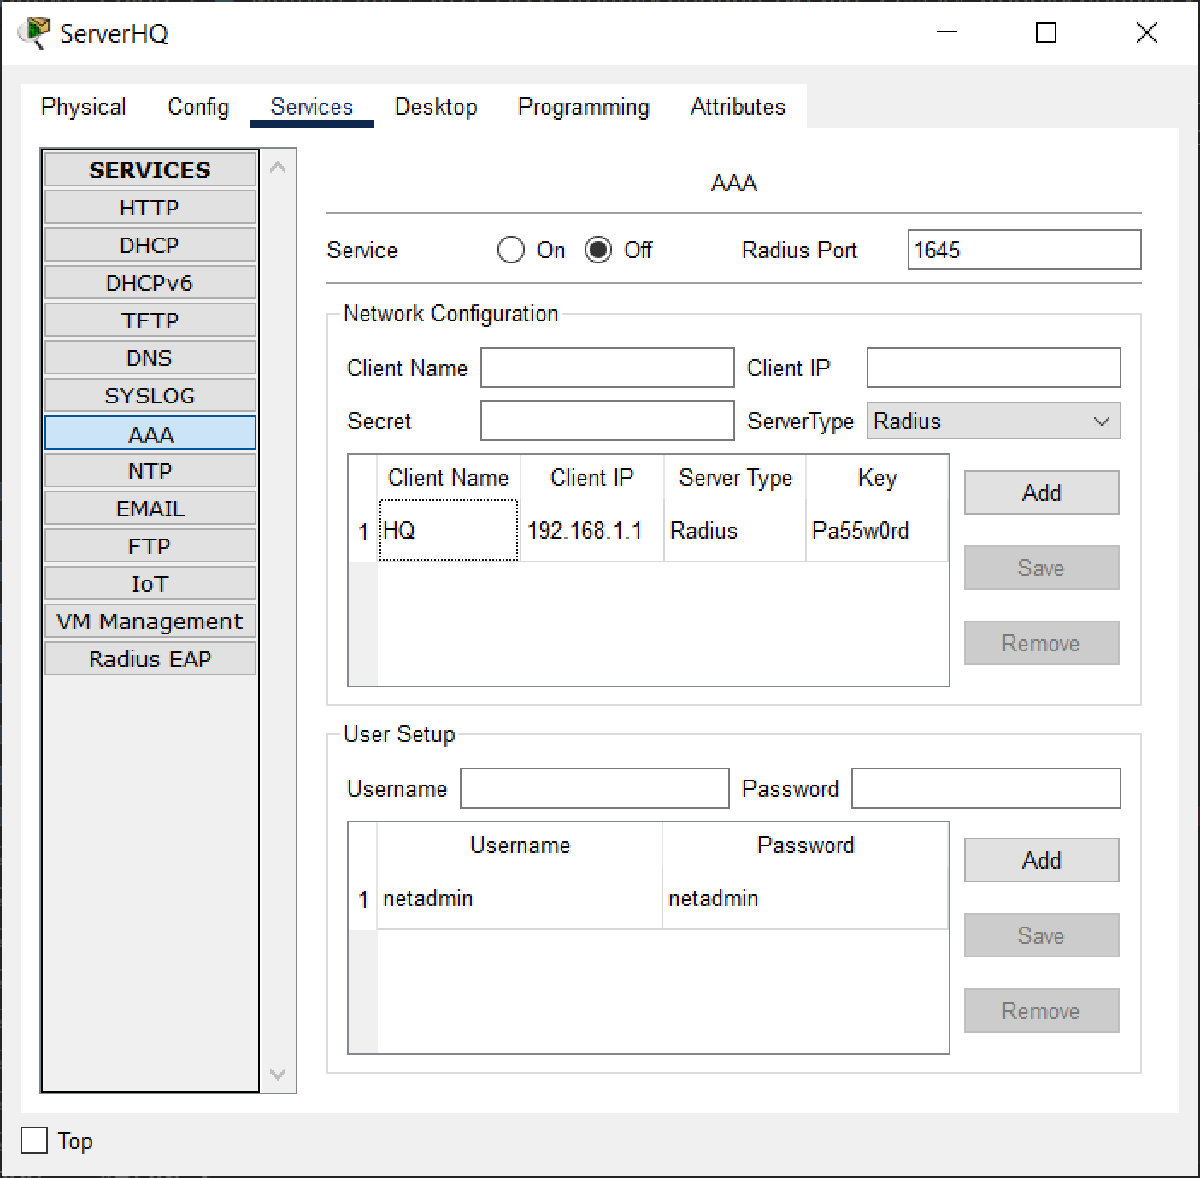 ServerHQ
Physical Config Services Desktop Programming Attributes
SERVICES
HTTP
DHCP
DHCPv6
TFTP
DNS
SYSLOG
AAA
NTP
EMAIL
FTP
IoT
VM Management
Radius EAP
AAA
Service On Off Radius Port 1645
Network Configuration
Client Name Client IP
Secret ServerType Radius
Client Name Client IP Server Type Key
1 HQ 192.168.1.1 Radius Pa55w0rd
Add
Save
Remove
User Setup
Username Password
Username Password
1 netadmin netadmin
Add
Save
Remove
Top